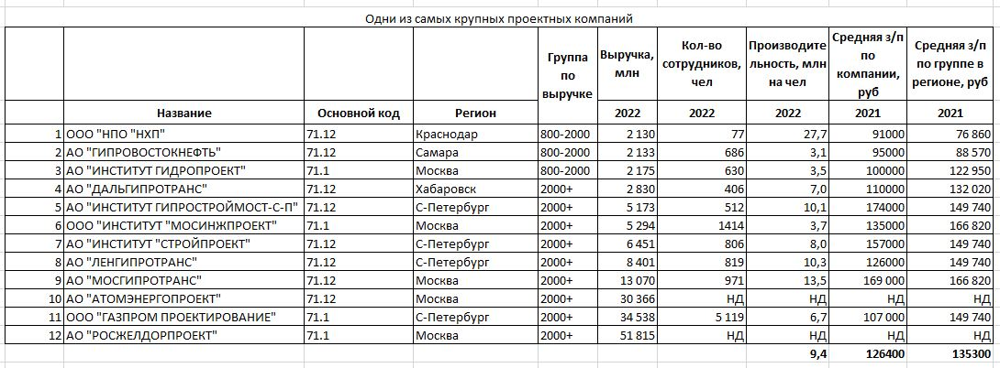 Одни из самых крупных проектных компаний
Название Основной код Регион Группа по выручке Выручка, млн Кол-во сотрудников, чел Производительность, млн на чел Средняя з/п по компании, руб Средняя з/п по группе в регионе, руб
2022 2022 2022 2021 2021
1 ООО "НПО "НХП" 71.12 Краснодар 800-2000 2 130 77 27,7 91000 76 860
2 АО "ГИПРОВОСТОКНЕФТЬ" 71.12 Самара 800-2000 2 133 686 3,1 95000 88 570
3 АО "ИНСТИТУТ ГИДРОПРОЕКТ" 71.1 Москва 800-2000 2 175 630 3,5 100000 122 950
4 АО "ДАЛЬГИПРОТРАНС" 71.12 Хабаровск 2000+ 2 830 406 7,0 110000 132 020
5 АО "ИНСТИТУТ ГИПРОСТРОЙМОСТ-С-П" 71.12 С-Петербург 2000+ 5 173 512 10,1 174000 149 740
6 ООО "ИНСТИТУТ "МОСИНЖПРОЕКТ" 71.1 Москва 2000+ 5 294 1414 3,7 135000 166 820
7 АО "ИНСТИТУТ "СТРОЙПРОЕКТ" 71.12 С-Петербург 2000+ 6 451 806 8,0 157000 149 740
8 АО "ЛЕНГИПРОТРАНС" 71.12 С-Петербург 2000+ 8 401 819 10,3 126000 149 740
9 АО "МОСГИПРОТРАНС" 71.12 Москва 2000+ 13 070 971 13,5 169 000 166 820
10 АО "АТОМЭНЕРГОПРОЕКТ" 71.12 Москва 2000+ 30 366 НД НД НД НД
11 ООО "ГАЗПРОМ ПРОЕКТИРОВАНИЕ" 71.1 С-Петербург 2000+ 34 538 5 119 6,7 107 000 149 740
12 АО "РОСЖЕЛДОРПРОЕКТ" 71.1 Москва 2000+ 51 815 НД НД НД НД
9,4 126400 135300